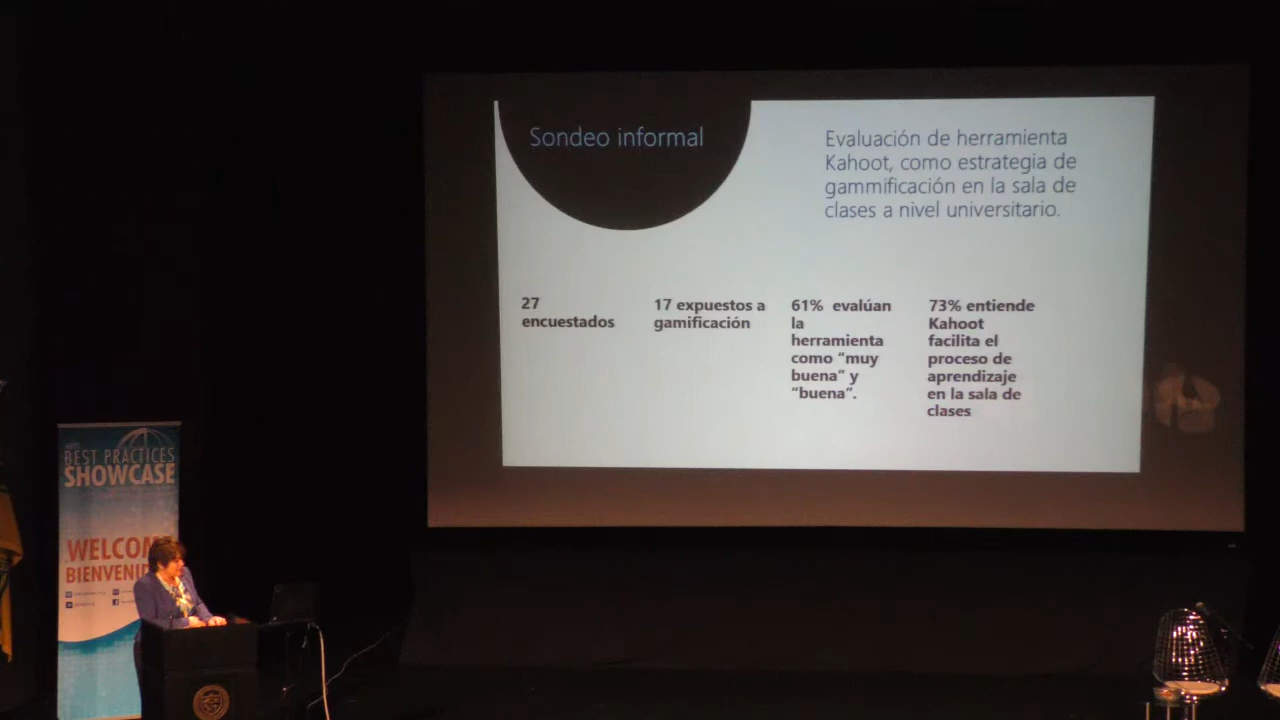 Sondeo informal
Evaluación de herramienta
Kahoot, como estrategia de
gammificación en la sala de
clases a nivel universitario.
27
encuestados
17 expuestos a
gamificación
61% evalúan
la
herramienta
como “muy
buena” y
“buena”.
73% entiende
Kahoot
facilita el
proceso de
aprendizaje
en la sala de
clases
BEST PRACTICES
SHOWCASE
WELCOM
BIENVENID